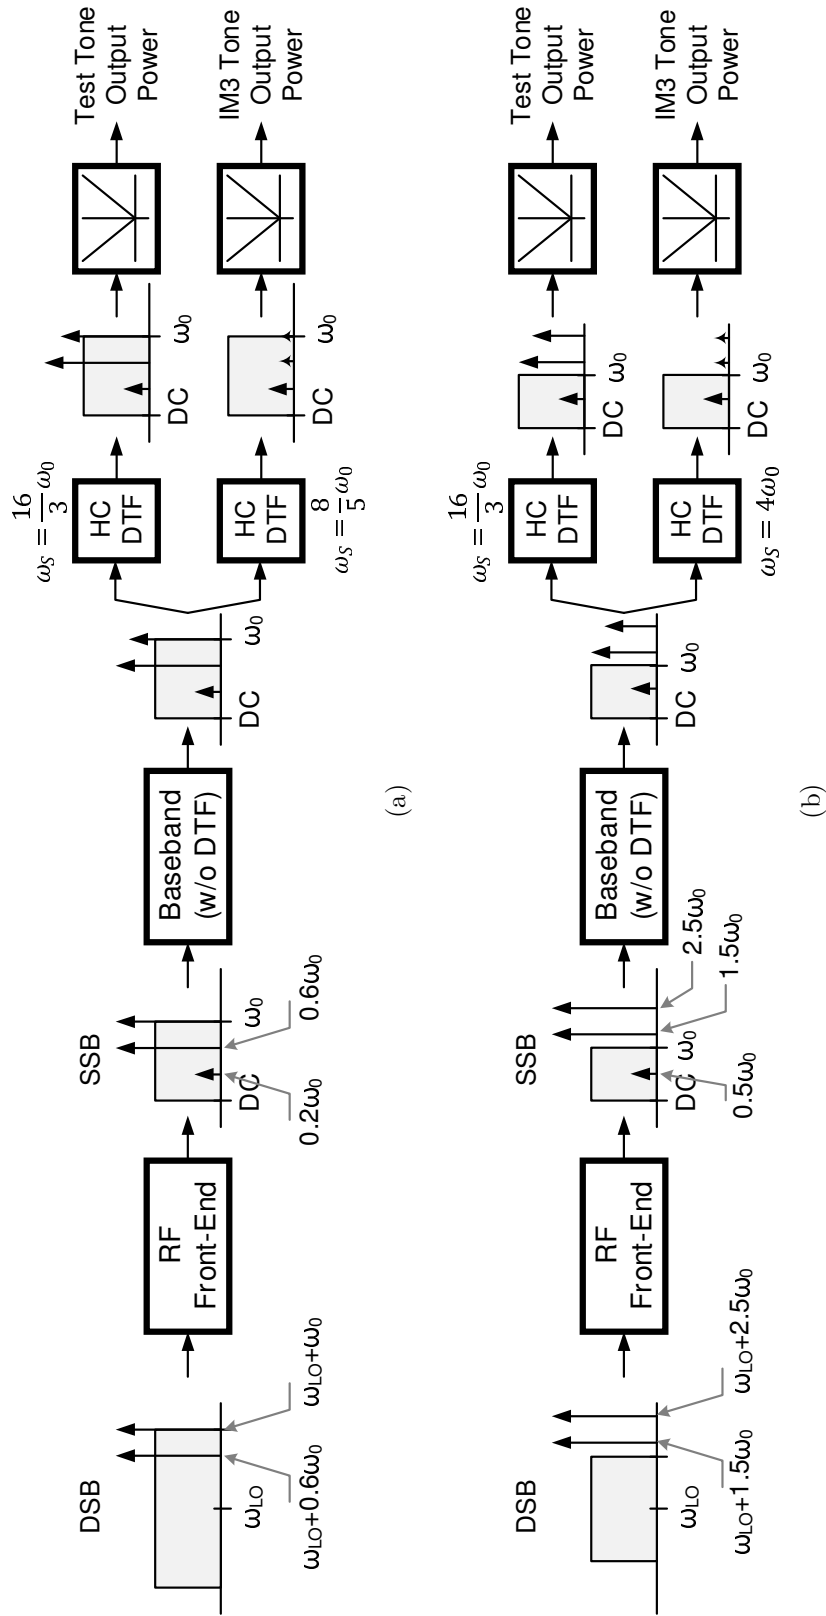 DSB
ω_LO
ω_LO+0.6ω_0
ω_LO+ω_0
RF
Front-End
SSB
DC
ω_0
0.2ω_0
0.6ω_0
Baseband
(w/o DTF)
DC
ω_0
ω_S = 16/3 ω_0
HC
DTF
DC
ω_0
Test Tone
Output
Power
HC
DTF
ω_S = 8/5 ω_0
DC
ω_0
IM3 Tone
Output
Power
(a)
DSB
ω_LO
ω_LO+1.5ω_0
ω_LO+2.5ω_0
RF
Front-End
SSB
DC
ω_0
0.5ω_0
1.5ω_0
2.5ω_0
Baseband
(w/o DTF)
DC
ω_0
ω_S = 16/3 ω_0
HC
DTF
DC
ω_0
Test Tone
Output
Power
HC
DTF
ω_S = 4ω_0
DC
ω_0
IM3 Tone
Output
Power
(b)